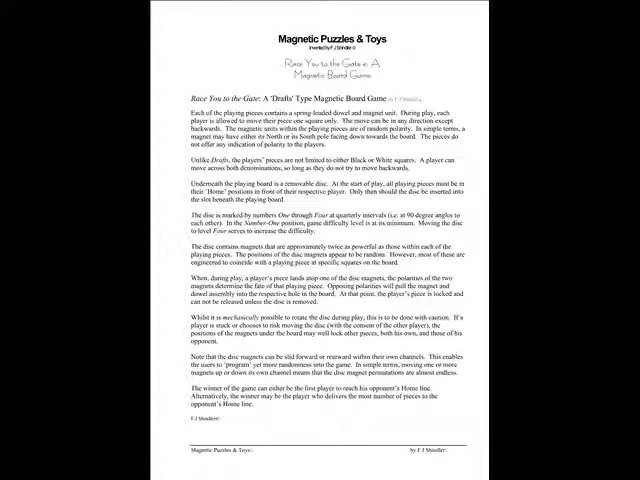 Magnetic Puzzles & Toys
Invented by F J Shindler ©
Race You to the Gate in A
Magnetic Board Game
Race You to the Gate: A 'Drafts' Type Magnetic Board Game by F J Shindler.
Each of the playing pieces contains a spring-loaded dowel and magnet unit. During play, each
player is allowed to move their piece one square only. The move can be in any direction except
backwards. The magnetic units within the playing pieces are of random polarity. In simple terms, a
magnet may have either its North or its South pole facing down towards the board. The pieces do
not offer any indication of polarity to the players.
Unlike Drafts, the players' pieces are not limited to either Black or White squares. A player can
move across both denominations, so long as they do not try to move backwards.
Underneath the playing board is a removable disc. At the start of play, all playing pieces must be in
their 'Home' positions in front of their respective player. Only then should the disc be inserted into
the slot beneath the playing board.
The disc is marked by numbers One through Four at quarterly intervals (i.e. at 90 degree angles to
each other). In the Number-One position, game difficulty level is at its minimum. Moving the disc
to level Four serves to increase the difficulty.
The disc contains magnets that are approximately twice as powerful as those within each of the
playing pieces. The positions of the disc magnets appear to be random. However, most of these are
engineered to coincide with a playing piece at specific squares on the board.
When, during play, a player's piece lands atop one of the disc magnets, the polarities of the two
magnets determine the fate of that playing piece. Opposing polarities will pull the magnet and
dowel assembly into the respective hole in the board. At that point, the player's piece is locked and
can not be released unless the disc is removed.
Whilst it is mechanically possible to rotate the disc during play, this is to be done with caution. If a
player is stuck or chooses to risk moving the disc (with the consent of the other player), the
positions of the magnets under the board may well lock other pieces, both his own, and those of his
opponent.
Note that the disc magnets can be slid forward or rearward within their own channels. This enables
the users to 'program' yet more randomness into the game. In simple terms, moving one or more
magnets up or down its own channel means that the disc magnet permutations are almost endless.
The winner of the game can either be the first player to reach his opponent's Home line.
Alternatively, the winner may be the player who delivers the most number of pieces to the
opponent's Home line.
F J Shindler©
Magnetic Puzzles & Toys© by F J Shindler©